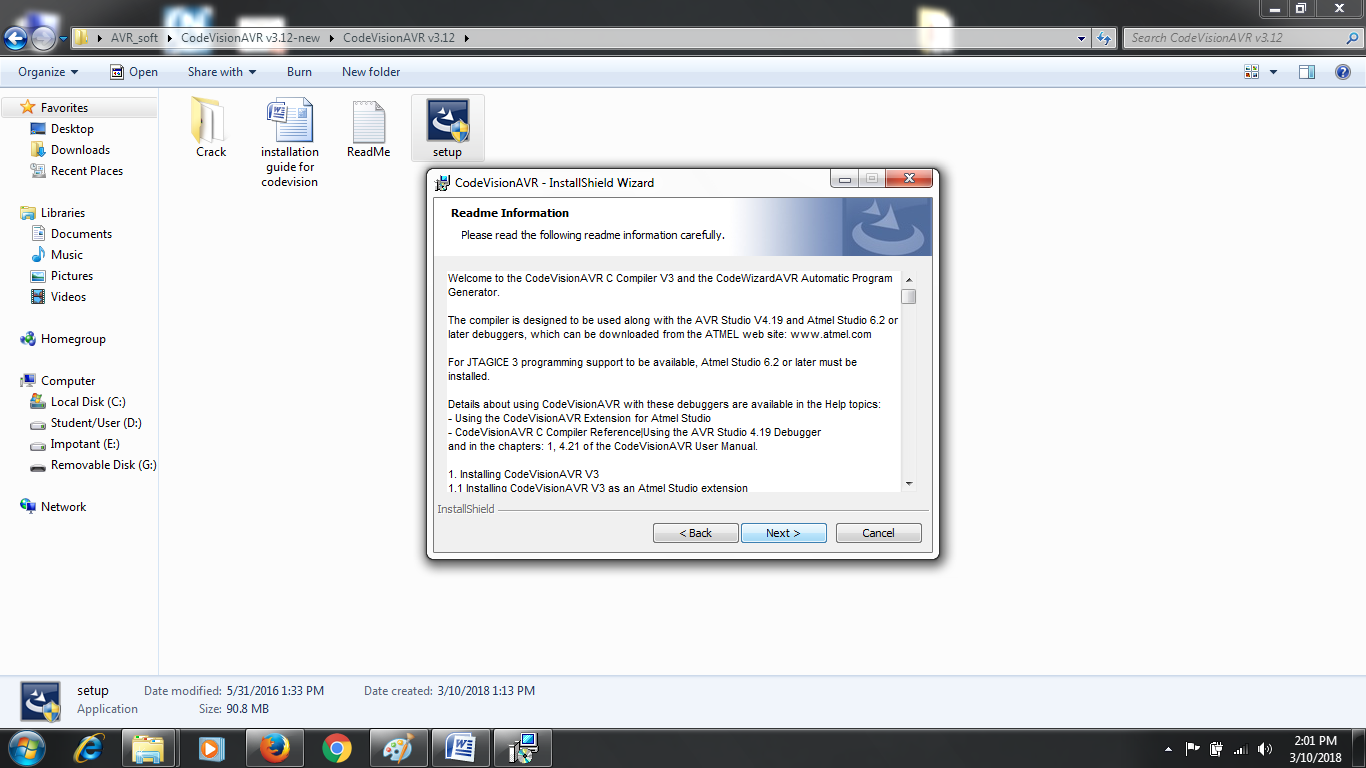 AVR_soft CodeVisionAVR v3.12-new CodeVisionAVR v3.12 Search CodeVisionAVR v3.12
Organize Open Share with Burn New folder
Favorites
Desktop
Downloads
Recent Places
Libraries
Documents
Music
Pictures
Videos
Homegroup
Computer
Local Disk (C:)
Student/User (D:)
Impotant (E:)
Removable Disk (G:)
Network
Crack
installation
guide for
codevision
ReadMe
setup
CodeVisionAVR - InstallShield Wizard
Readme Information
Please read the following readme information carefully.
Welcome to the CodeVisionAVR C Compiler V3 and the CodeWizardAVR Automatic Program
Generator.
The compiler is designed to be used along with the AVR Studio V4.19 and Atmel Studio 6.2 or
later debuggers, which can be downloaded from the ATMEL web site: www.atmel.com
For JTAGICE 3 programming support to be available, Atmel Studio 6.2 or later must be
installed.
Details about using CodeVisionAVR with these debuggers are available in the Help topics:
- Using the CodeVisionAVR Extension for Atmel Studio
- CodeVisionAVR C Compiler Reference|Using the AVR Studio 4.19 Debugger
and in the chapters: 1, 4.21 of the CodeVisionAVR User Manual.
1. Installing CodeVisionAVR V3
1.1 Installing CodeVisionAVR V3 as an Atmel Studio extension
InstallShield
< Back Next > Cancel
setup Date modified: 5/31/2016 1:33 PM Date created: 3/10/2018 1:13 PM
Application Size: 90.8 MB
2:01 PM
3/10/2018